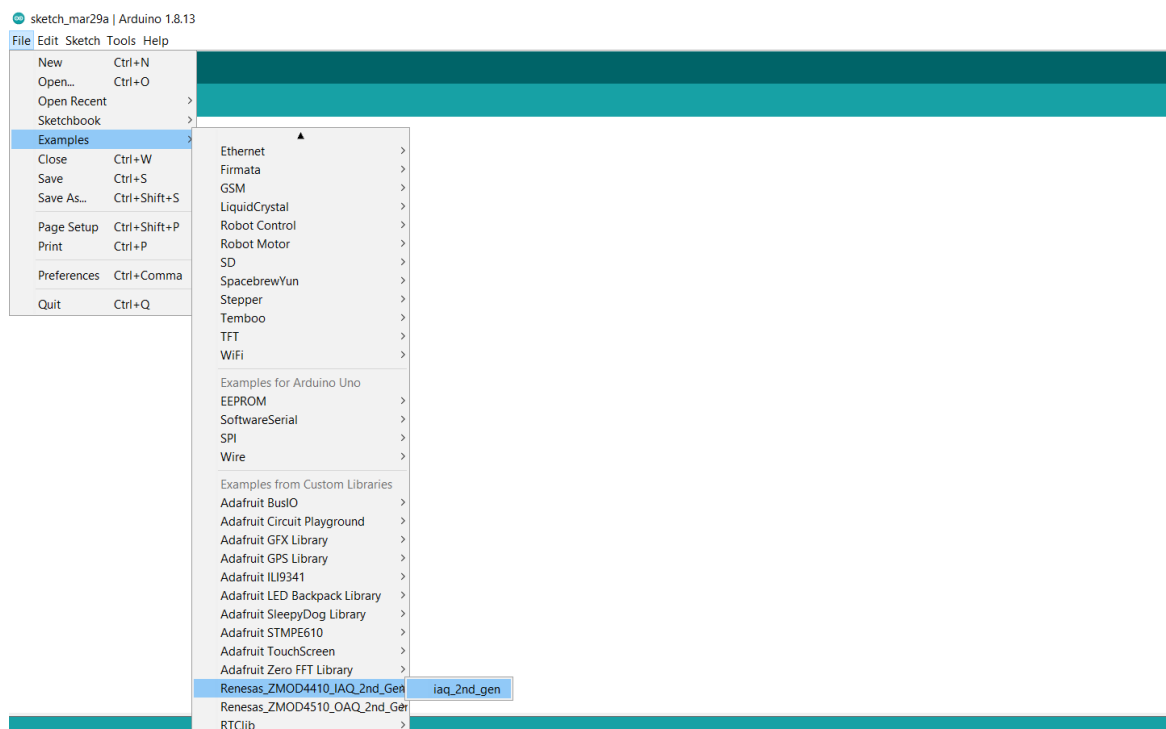 sketch_mar29a | Arduino 1.8.13
File Edit Sketch Tools Help
New Ctrl+N
Open... Ctrl+O
Open Recent
Sketchbook
Examples
Close Ctrl+W
Save Ctrl+S
Save As... Ctrl+Shift+S
Page Setup Ctrl+Shift+P
Print Ctrl+P
Preferences Ctrl+Comma
Quit Ctrl+Q
Ethernet
Firmata
GSM
LiquidCrystal
Robot Control
Robot Motor
SD
SpacebrewYun
Stepper
Temboo
TFT
WiFi
Examples for Arduino Uno
EEPROM
SoftwareSerial
SPI
Wire
Examples from Custom Libraries
Adafruit BusIO
Adafruit Circuit Playground
Adafruit GFX Library
Adafruit GPS Library
Adafruit ILI9341
Adafruit LED Backpack Library
Adafruit SleepyDog Library
Adafruit STMPE610
Adafruit TouchScreen
Adafruit Zero FFT Library
Renesas_ZMOD4410_IAQ_2nd_Gen
iaq_2nd_gen
Renesas_ZMOD4510_OAQ_2nd_Gen
RTClib